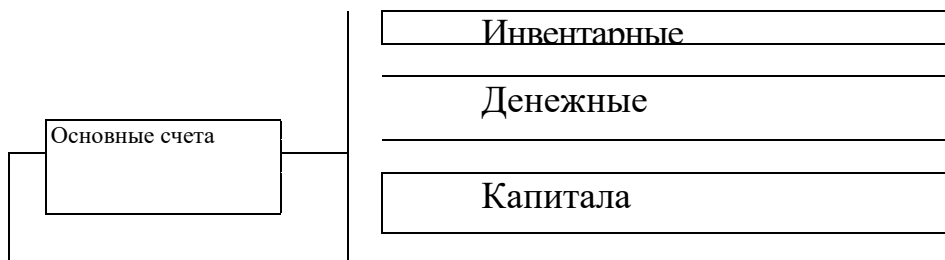 Инвентарные
Денежные
Основные счета
Капитала